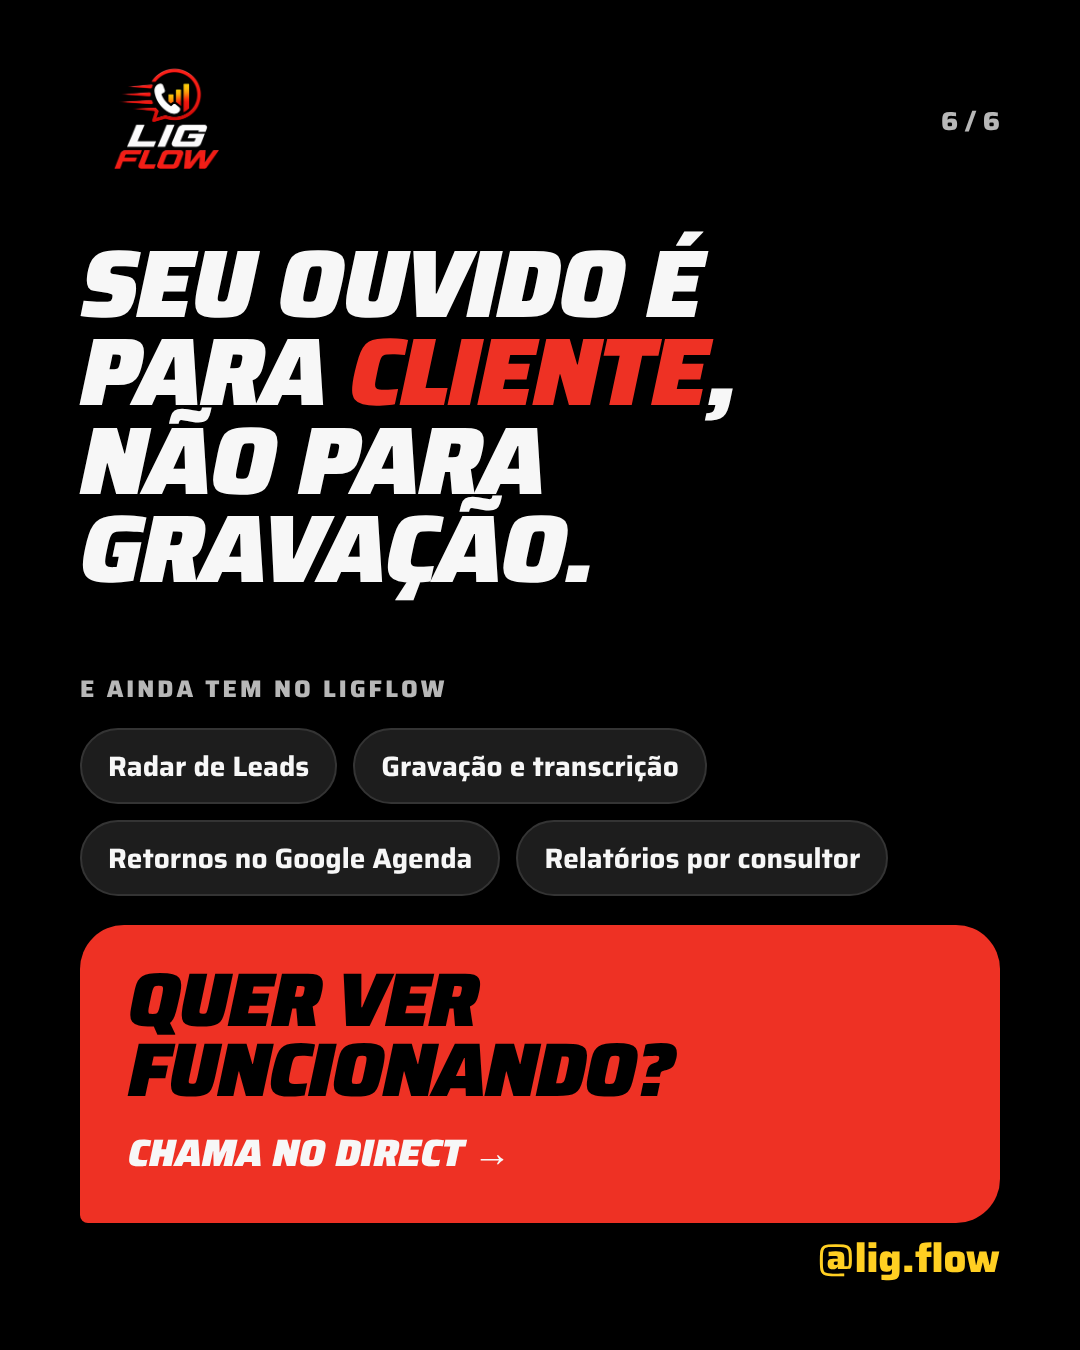 LIG
FLOW
6 / 6
SEU OUVIDO É
PARA CLIENTE,
NÃO PARA
GRAVAÇÃO.
E AINDA TEM NO LIGFLOW
Radar de Leads
Gravação e transcrição
Retornos no Google Agenda
Relatórios por consultor
QUER VER
FUNCIONANDO?
CHAMA NO DIRECT →
@lig.flow